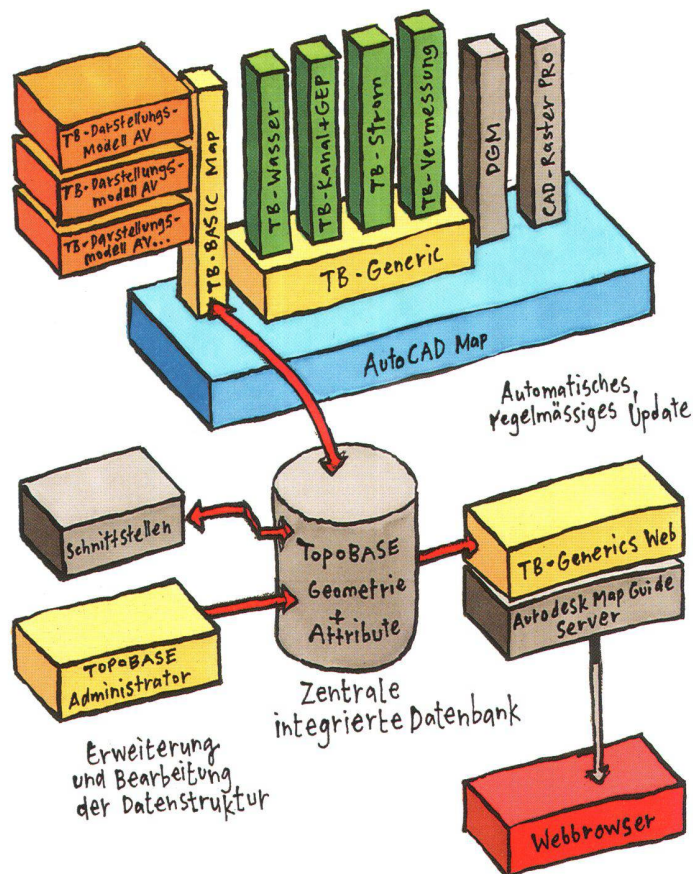 TB-Darstellungs-
Modell AV
TB-Darstellungs-
modell AV
TB-Darstellungs-
modell AV...
TB-BASIC Map
TB-Wasser
TB-Kanal+GEP
TB-Strom
TB-Vermessung
DGM
CAD-Raster PRO
TB-Generic
AutoCAD Map
Automatisches,
regelmässiges Update
Schnittstellen
TOPOBASE
Administrator
TOPOBASE
Geometrie
+
Attribute
TB-Generics Web
Autodesk Map Guide
Server
Zentrale
integrierte Datenbank
Erweiterung
und Bearbeitung
der Datenstruktur
Webbrowser